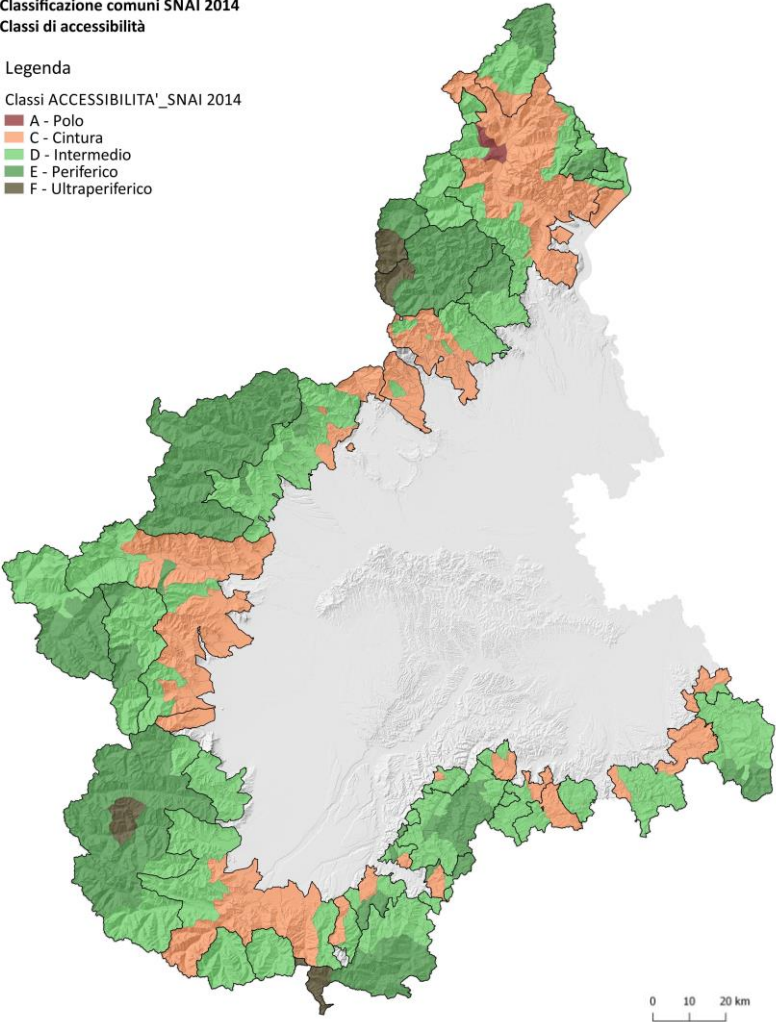 Classificazione comuni SNAI 2014
Classi di accessibilità
Legenda
Classi ACCESSIBILITA'_SNAI 2014
A - Polo
C - Cintura
D - Intermedio
E - Periferico
F - Ultraperiferico
0 10 20 km